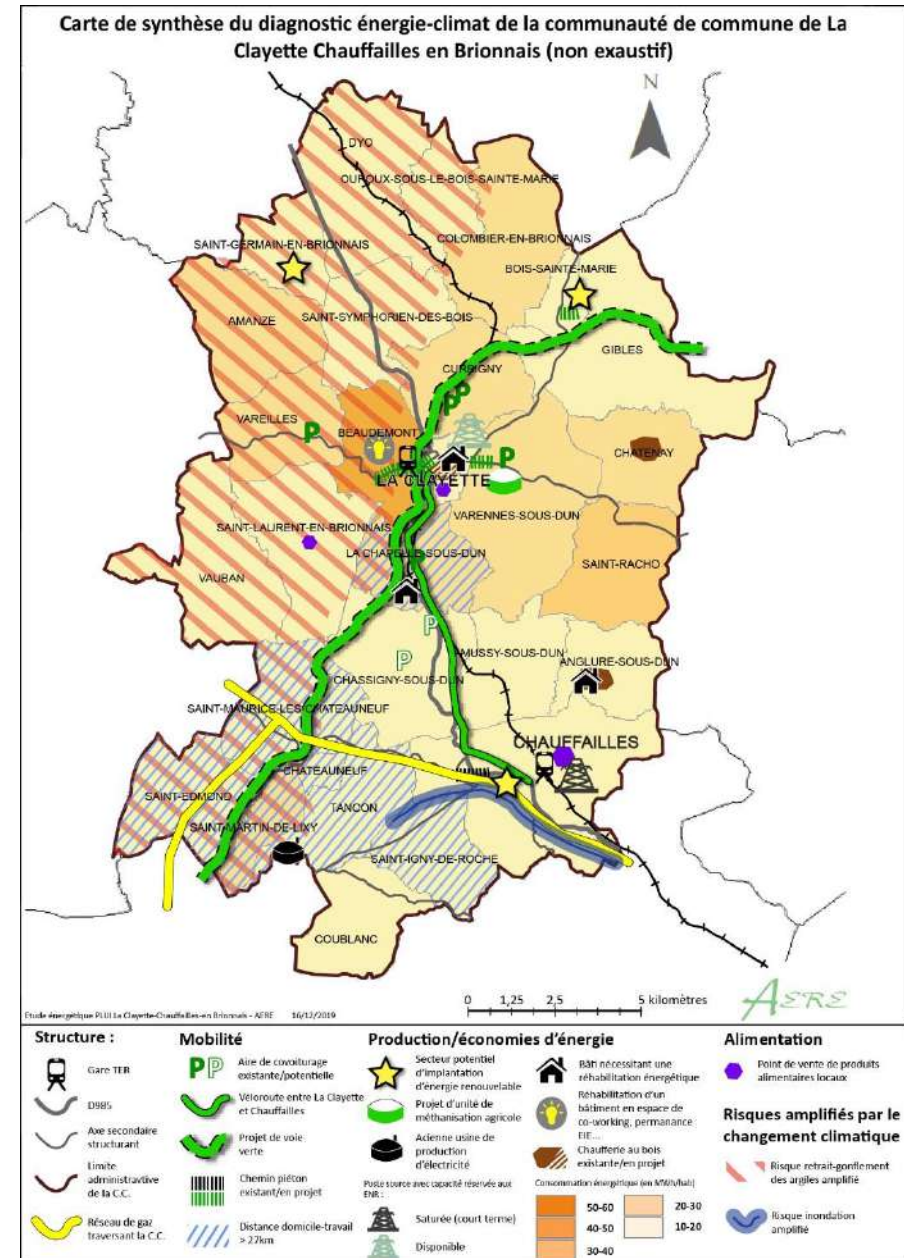 Carte de synthèse du diagnostic énergie-climat de la communauté de commune de La
Clayette Chauffailles en Brionnais (non exaustif)
N
DYO
OUROUX-SOUS-LE-BOIS-SAINTE-MARIE
COLOMBIER-EN-BRIONNAIS
SAINT-GERMAIN-EN-BRIONNAIS
BOIS-SAINTE-MARIE
AMANZE
SAINT-SYMPHORIEN-DES-BOIS
GIBLES
CURBIGNY
VAREILLES
P
P
P
BEAUDEMONT
CHATENAY
P
LA CLAYETTE
VARENNES-SOUS-DUN
SAINT-LAURENT-EN-BRIONNAIS
LA CHAPELLE-SOUS-DUN
SAINT-RACHO
VAUBAN
P
P
MUSSY-SOUS-DUN
ANGLURE-SOUS-DUN
CHASSIGNY-SOUS-DUN
SAINT-MAURICE-LES-CHATEAUNEUF
CHAUFFAILLES
CHATEAUNEUF
SAINT-EDMOND
TANCON
SAINT-MARTIN-DE-LIXY
SAINT-IGNY-DE-ROCHE
COUBLANC
0 1,25 2,5 5 kilomètres
AERE
Etude énergétique PLUI La Clayette-Chauffailles-en Brionnais - AERE 16/12/2019
Structure :
Gare TER
D985
Axe secondaire
structurant
Limite
administravtive
de la C.C.
Réseau de gaz
traversant la C.C.
Mobilité
P P Aire de covoiturage
existante/potentielle
Véloroute entre La Clayette
et Chauffailles
Projet de voie
verte
Chemin piéton
existant/en projet
Distance domicile-travail
> 27km
Production/économies d'énergie
Secteur potentiel
d'implantation
d'énergie renouvelable
Projet d'unité de
méthanisation agricole
Acienne usine de
production
d'électricité
Poste source avec capacité réservée aux
ENR :
Saturée (court terme)
Disponible
Bâti nécessitant une
réhabilitation énergétique
Réhabilitation d'un
bâtiment en espace de
co-working, permanance
EIE...
Chaufferie au bois
existante/en projet
Consommation énergétique (en MWh/hab)
50-60
40-50
30-40
20-30
10-20
Alimentation
Point de vente de produits
alimentaires locaux
Risques amplifiés par le
changement climatique
Risque retrait-gonflement
des argiles amplifié
Risque inondation
amplifié